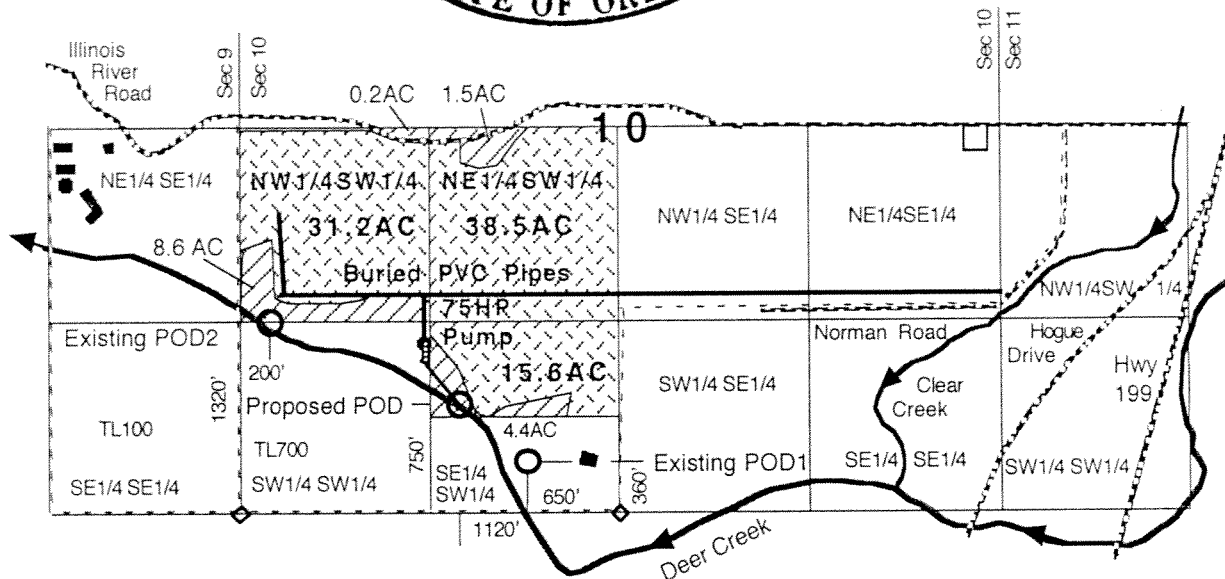 TE OF OR
Illinois
River
Road
Sec 9
Sec 10
Sec 10
Sec 11
0.2AC
1.5AC
10
NE1/4 SE1/4
NW1/4SW1/4
NE1/4SW1/4
NW1/4 SE1/4
NE1/4SE1/4
31.2AC
38.5AC
8.6 AC
Buried PVC Pipes
NW1/4SW 1/4
75HR
Pump
Existing POD2
Norman Road
Hogue
Drive
Hwy
199
200'
15.6AC
SW1/4 SE1/4
Clear
Creek
1320'
Proposed POD
TL100
TL700
750'
4.4AC
Existing POD1
SE1/4 SE1/4
SW1/4 SW1/4
SE1/4
SW1/4
650'
360'
SE1/4 SE1/4
SW1/4 SW1/4
1120'
Deer Creek